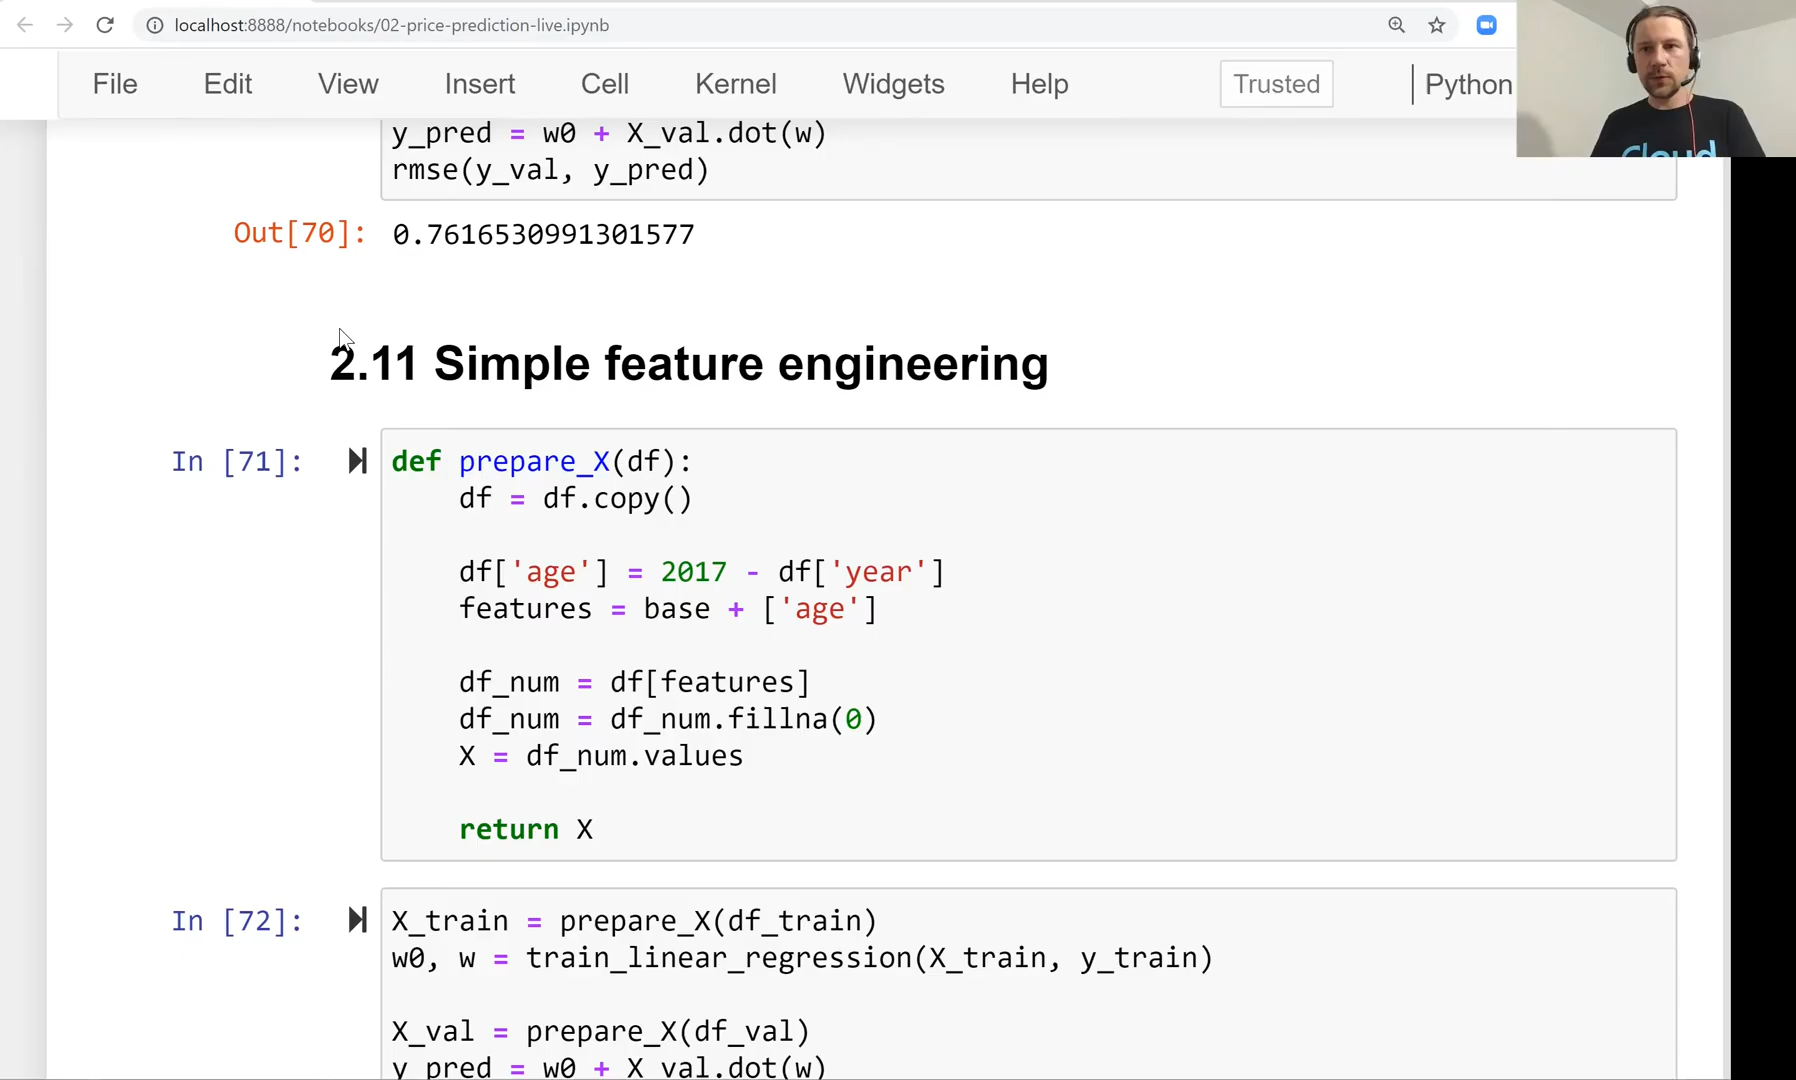 localhost:8888/notebooks/02-price-prediction-live.ipynb
File Edit View Insert Cell Kernel Widgets Help Trusted Python
y_pred = w0 + X_val.dot(w)
rmse(y_val, y_pred)
Out[70]: 0.7616530991301577
2.11 Simple feature engineering
In [71]: def prepare_X(df):
df = df.copy()
df['age'] = 2017 - df['year']
features = base + ['age']
df_num = df[features]
df_num = df_num.fillna(0)
X = df_num.values
return X
In [72]: X_train = prepare_X(df_train)
w0, w = train_linear_regression(X_train, y_train)
X_val = prepare_X(df_val)
y_pred = w0 + X_val.dot(w)
Cloud